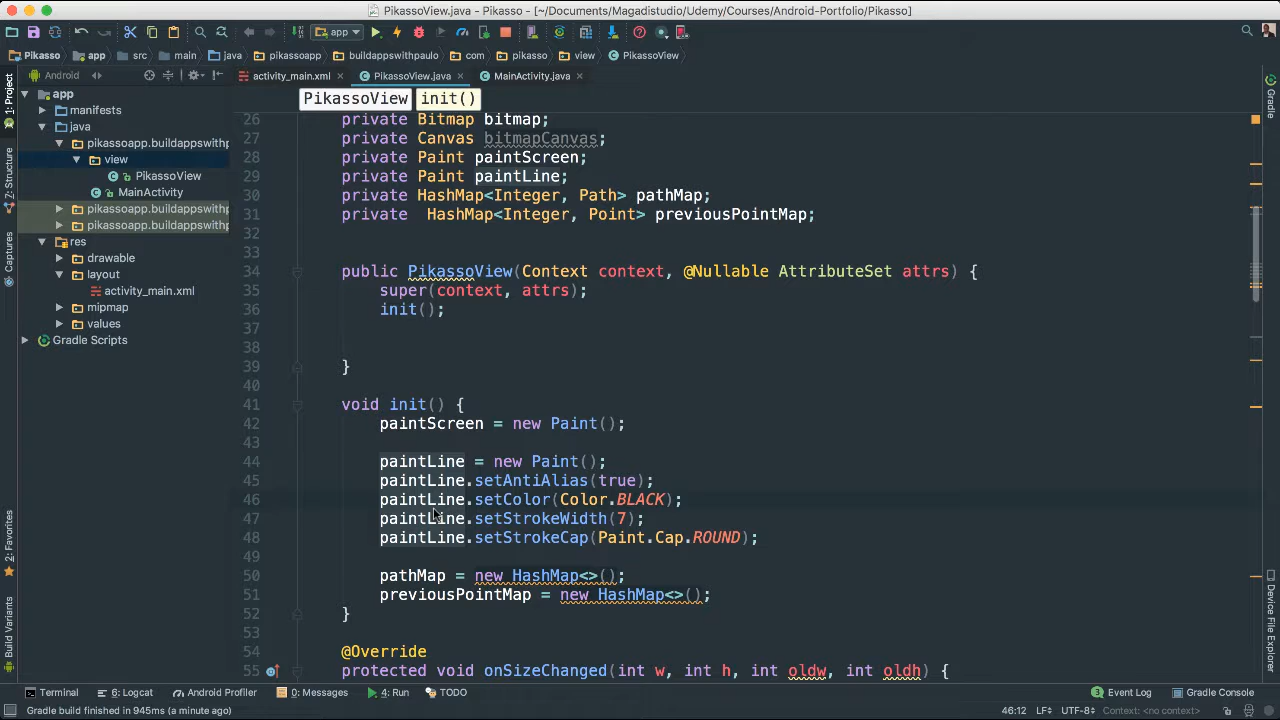 PikassoView.java - Pikasso - [~/Documents/Magadistudio/Udemy/Courses/Android-Portfolio/Pikasso]
app
Pikasso app src main java pikassoapp buildappswithpaulo com pikasso view PikassoView
Android
activity_main.xml PikassoView.java MainActivity.java
PikassoView init()
1: Project
Z: Structure
Captures
2: Favorites
Build Variants
app
manifests
java
pikassoapp.buildappswithp
view
PikassoView
MainActivity
pikassoapp.buildappswithp
pikassoapp.buildappswithp
res
drawable
layout
activity_main.xml
mipmap
values
Gradle Scripts
26 private Bitmap bitmap;
27 private Canvas bitmapCanvas;
28 private Paint paintScreen;
29 private Paint paintLine;
30 private HashMap<Integer, Path> pathMap;
31 private  HashMap<Integer, Point> previousPointMap;
32
33
34 public PikassoView(Context context, @Nullable AttributeSet attrs) {
35 super(context, attrs);
36 init();
37
38
39 }
40
41 void init() {
42 paintScreen = new Paint();
43
44 paintLine = new Paint();
45 paintLine.setAntiAlias(true);
46 paintLine.setColor(Color.BLACK);
47 paintLine.setStrokeWidth(7);
48 paintLine.setStrokeCap(Paint.Cap.ROUND);
49
50 pathMap = new HashMap<>();
51 previousPointMap = new HashMap<>();
52 }
53
54 @Override
55 protected void onSizeChanged(int w, int h, int oldw, int oldh) {
Gradle
Device File Explorer
Terminal 6: Logcat Android Profiler 0: Messages 4: Run TODO Event Log Gradle Console
Gradle build finished in 945ms (a minute ago) 46:12 LF UTF-8 Context: <no context>